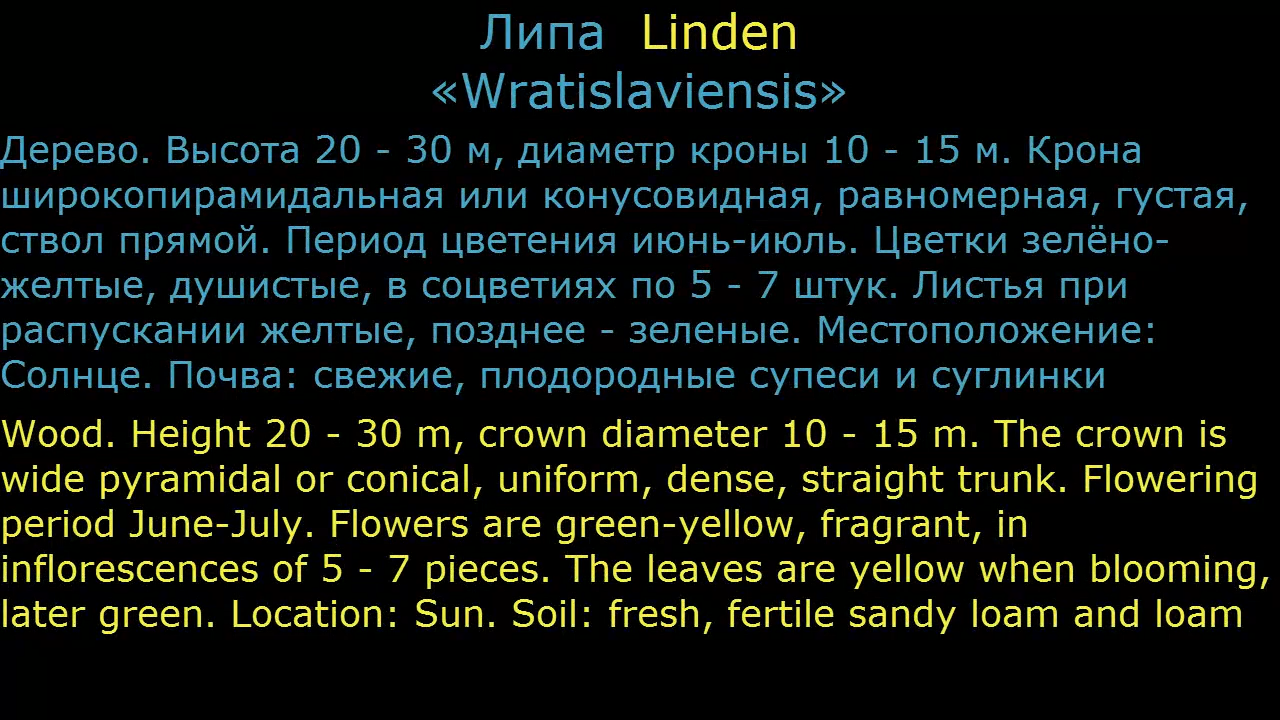 Липа Linden
«Wratislaviensis»
Дерево. Высота 20 - 30 м, диаметр кроны 10 - 15 м. Крона
широкопирамидальная или конусовидная, равномерная, густая,
ствол прямой. Период цветения июнь-июль. Цветки зелёно-
желтые, душистые, в соцветиях по 5 - 7 штук. Листья при
распускании желтые, позднее - зеленые. Местоположение:
Солнце. Почва: свежие, плодородные супеси и суглинки
Wood. Height 20 - 30 m, crown diameter 10 - 15 m. The crown is
wide pyramidal or conical, uniform, dense, straight trunk. Flowering
period June-July. Flowers are green-yellow, fragrant, in
inflorescences of 5 - 7 pieces. The leaves are yellow when blooming,
later green. Location: Sun. Soil: fresh, fertile sandy loam and loam